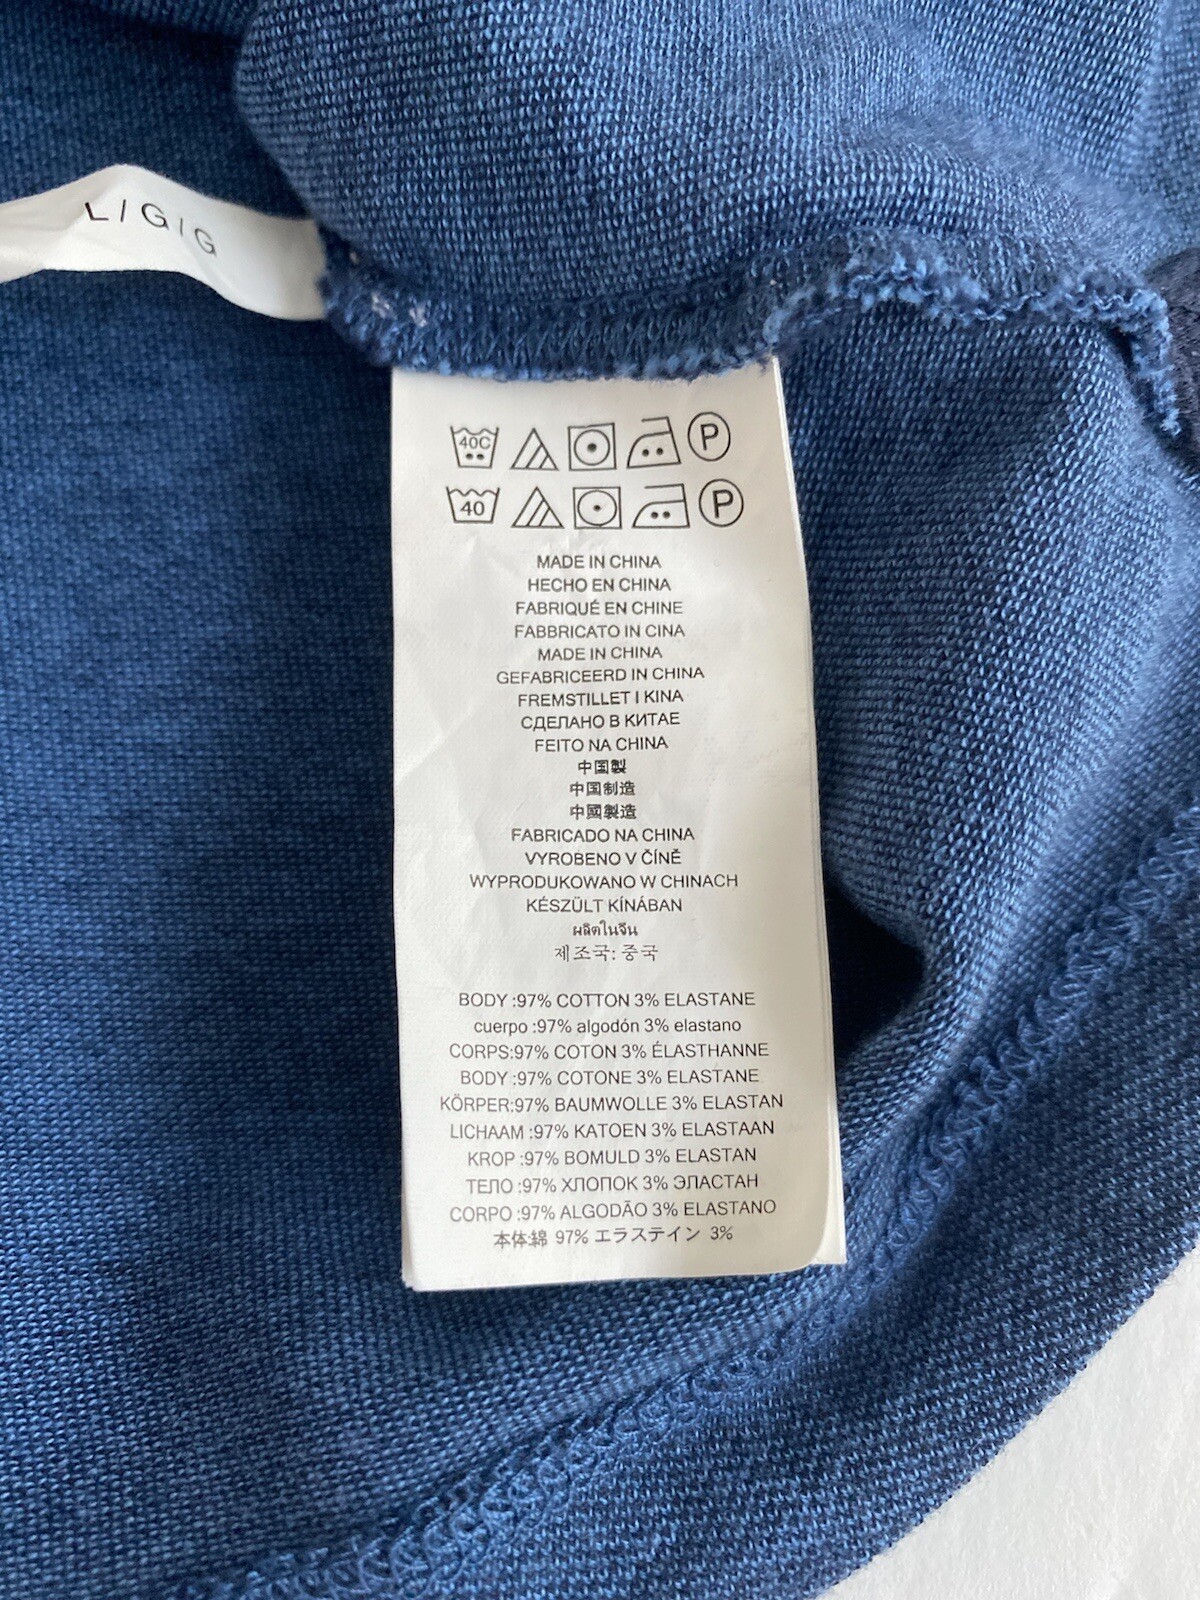 L/G/G
40C P
40 P
MADE IN CHINA
HECHO EN CHINA
FABRIQUÉ EN CHINE
FABBRICATO IN CINA
MADE IN CHINA
GEFABRICEERD IN CHINA
FREMSTILLET I KINA
СДЕЛАНО В КИТАЕ
FEITO NA CHINA
中国製
中国制造
中國製造
FABRICADO NA CHINA
VYROBENO V ČÍNĚ
WYPRODUKOWANO W CHINACH
KÉSZÜLT KÍNÁBAN
ผลิตในจีน
제조국: 중국
BODY :97% COTTON 3% ELASTANE
cuerpo :97% algodón 3% elastano
CORPS:97% COTON 3% ÉLASTHANNE
BODY :97% COTONE 3% ELASTANE
KÖRPER:97% BAUMWOLLE 3% ELASTAN
LICHAAM :97% KATOEN 3% ELASTAAN
KROP :97% BOMULD 3% ELASTAN
ТЕЛО :97% ХЛОПОК 3% ЭЛАСТАН
CORPO :97% ALGODÃO 3% ELASTANO
本体:綿 97% エラステイン 3%